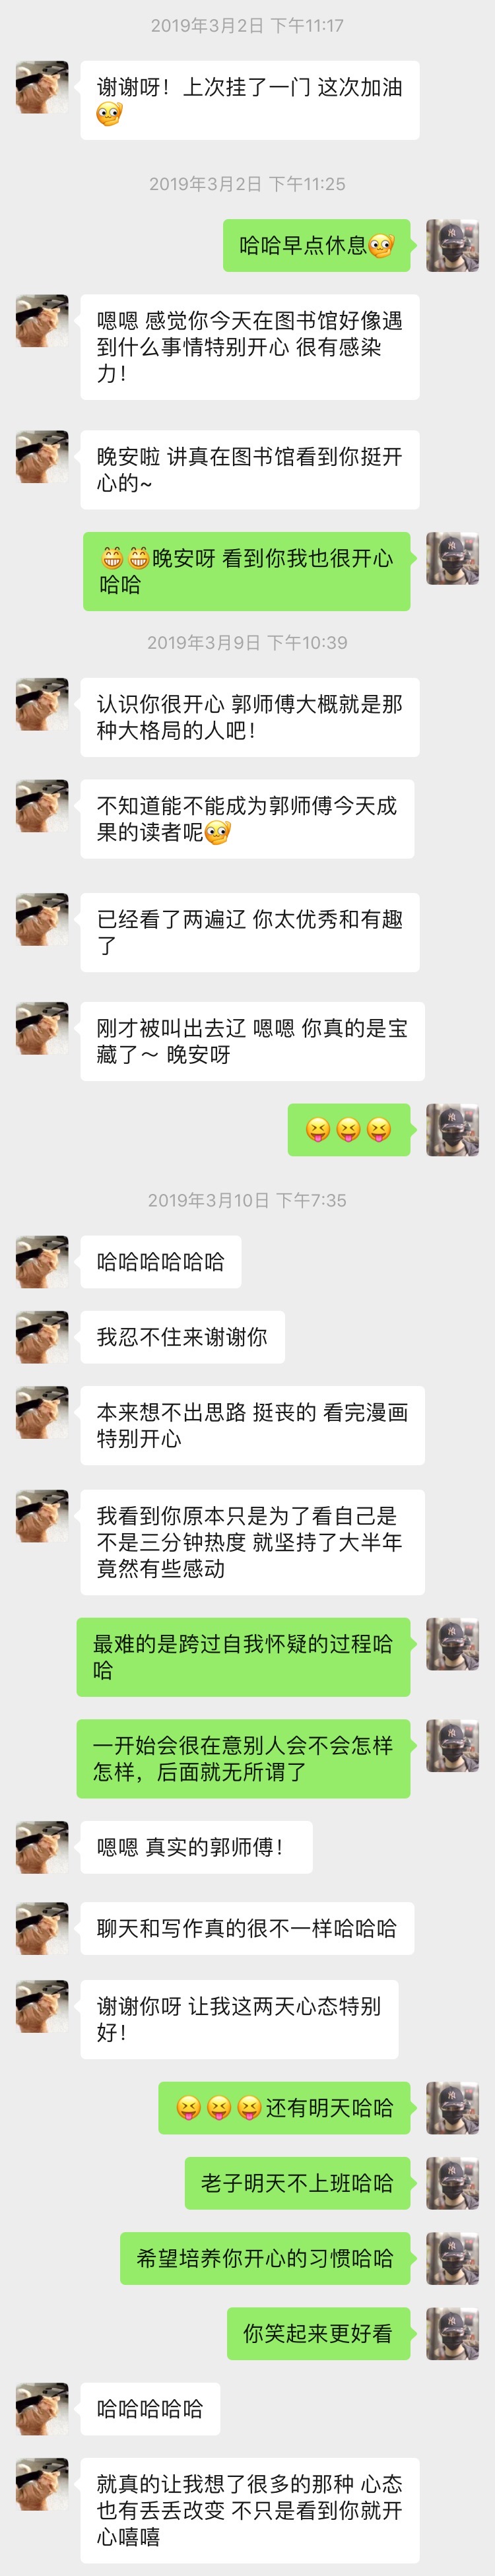 2019年3月2日 下午11:17
谢谢呀！上次挂了一门 这次加油
2019年3月2日 下午11:25
哈哈早点休息
嗯嗯 感觉你今天在图书馆好像遇
到什么事情特别开心 很有感染
力！
晚安啦 讲真在图书馆看到你挺开
心的~
晚安呀 看到你我也很开心
哈哈
2019年3月9日 下午10:39
认识你很开心 郭师傅大概就是那
种大格局的人吧！
不知道能不能成为郭师傅今天成
果的读者呢
已经看了两遍辽 你太优秀和有趣
了
刚才被叫出去辽 嗯嗯 你真的是宝
藏了～ 晚安呀
2019年3月10日 下午7:35
哈哈哈哈哈哈
我忍不住来谢谢你
本来想不出思路 挺丧的 看完漫画
特别开心
我看到你原本只是为了看自己是
不是三分钟热度 就坚持了大半年
竟然有些感动
最难的是跨过自我怀疑的过程哈
哈
一开始会很在意别人会不会怎样
怎样，后面就无所谓了
嗯嗯 真实的郭师傅！
聊天和写作真的很不一样哈哈哈
谢谢你呀 让我这两天心态特别
好！
还有明天哈哈
老子明天不上班哈哈
希望培养你开心的习惯哈哈
你笑起来更好看
哈哈哈哈哈
就真的让我想了很多的那种 心态
也有丢丢改变 不只是看到你就开
心嘻嘻